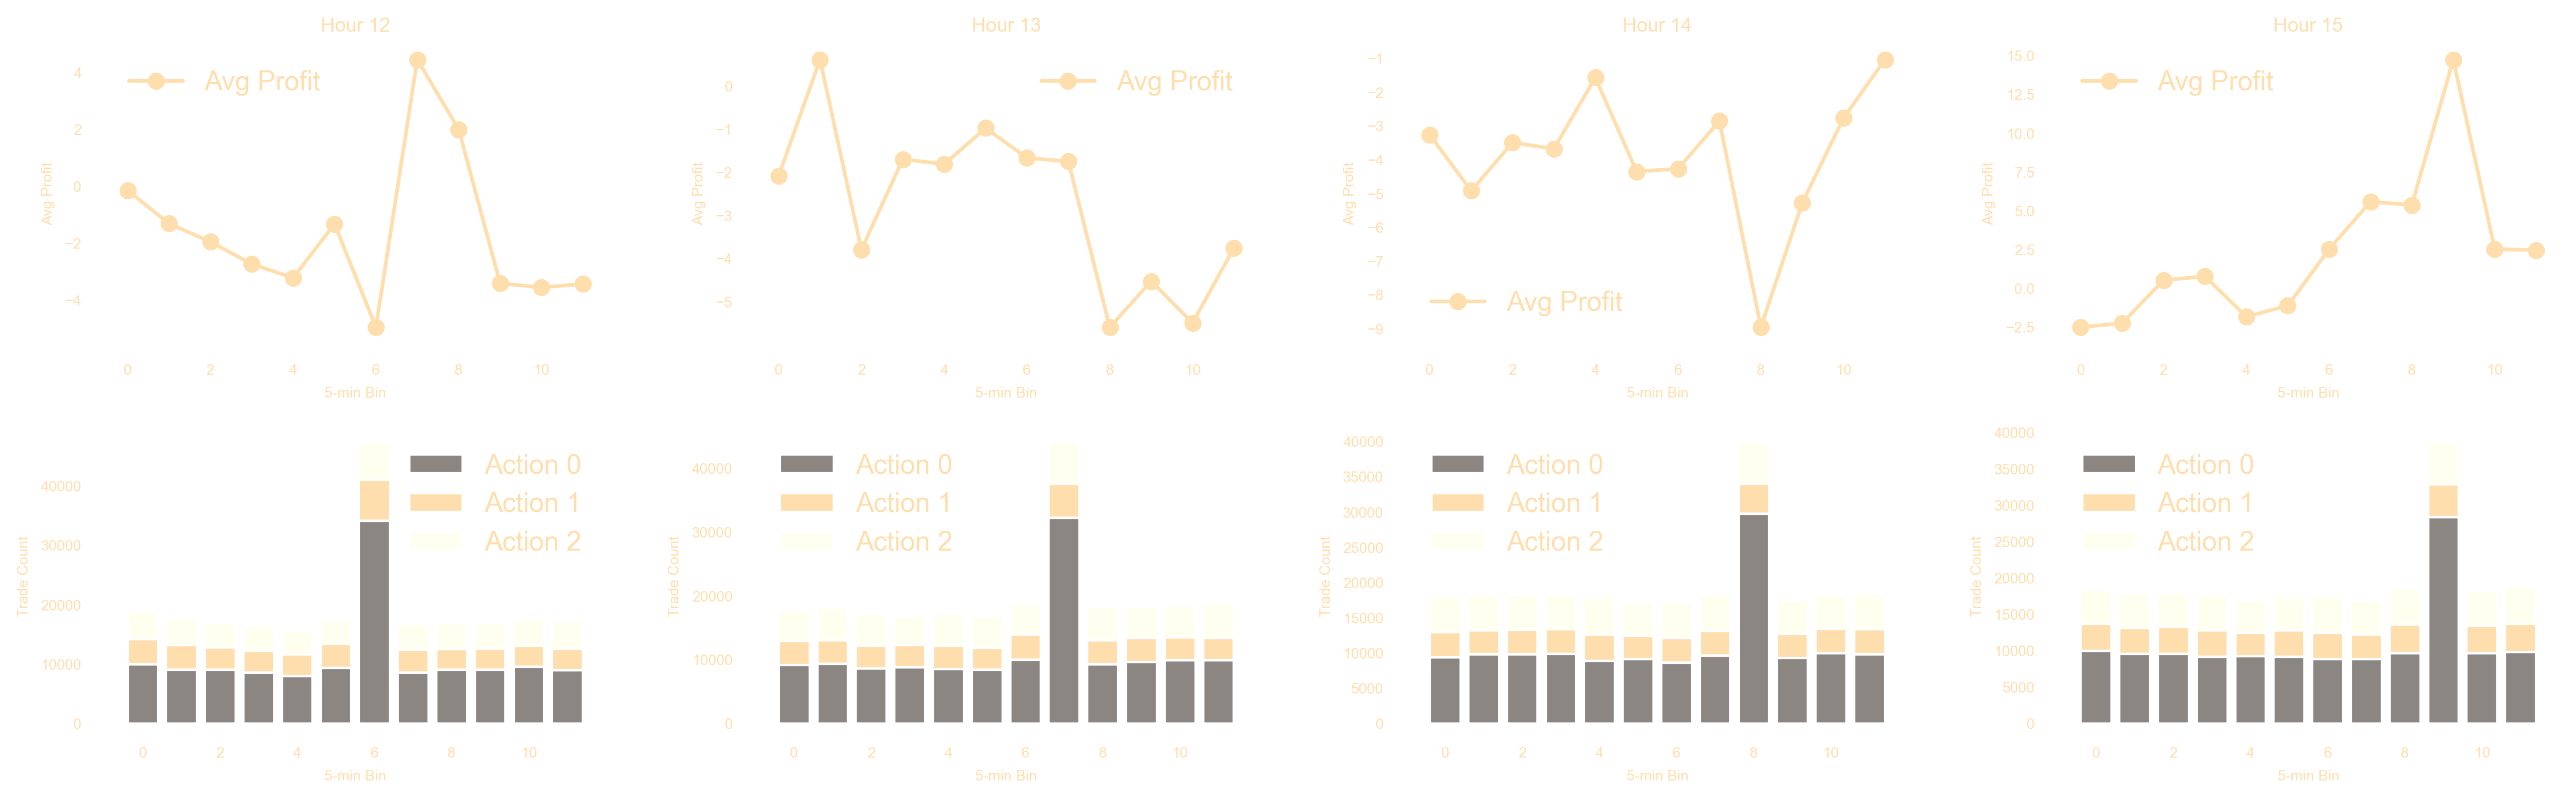 Hour 12
Avg Profit
Avg Profit
4
2
0
−2
−4
0 2 4 6 8 10
5-min Bin
Hour 13
Avg Profit
Avg Profit
0
−1
−2
−3
−4
−5
0 2 4 6 8 10
5-min Bin
Hour 14
Avg Profit
Avg Profit
−1
−2
−3
−4
−5
−6
−7
−8
−9
0 2 4 6 8 10
5-min Bin
Hour 15
Avg Profit
Avg Profit
15.0
12.5
10.0
7.5
5.0
2.5
0.0
−2.5
0 2 4 6 8 10
5-min Bin
Trade Count
40000
30000
20000
10000
0
Action 0
Action 1
Action 2
0 2 4 6 8 10
5-min Bin
Trade Count
40000
30000
20000
10000
0
Action 0
Action 1
Action 2
0 2 4 6 8 10
5-min Bin
Trade Count
40000
35000
30000
25000
20000
15000
10000
5000
0
Action 0
Action 1
Action 2
0 2 4 6 8 10
5-min Bin
Trade Count
40000
35000
30000
25000
20000
15000
10000
5000
0
Action 0
Action 1
Action 2
0 2 4 6 8 10
5-min Bin